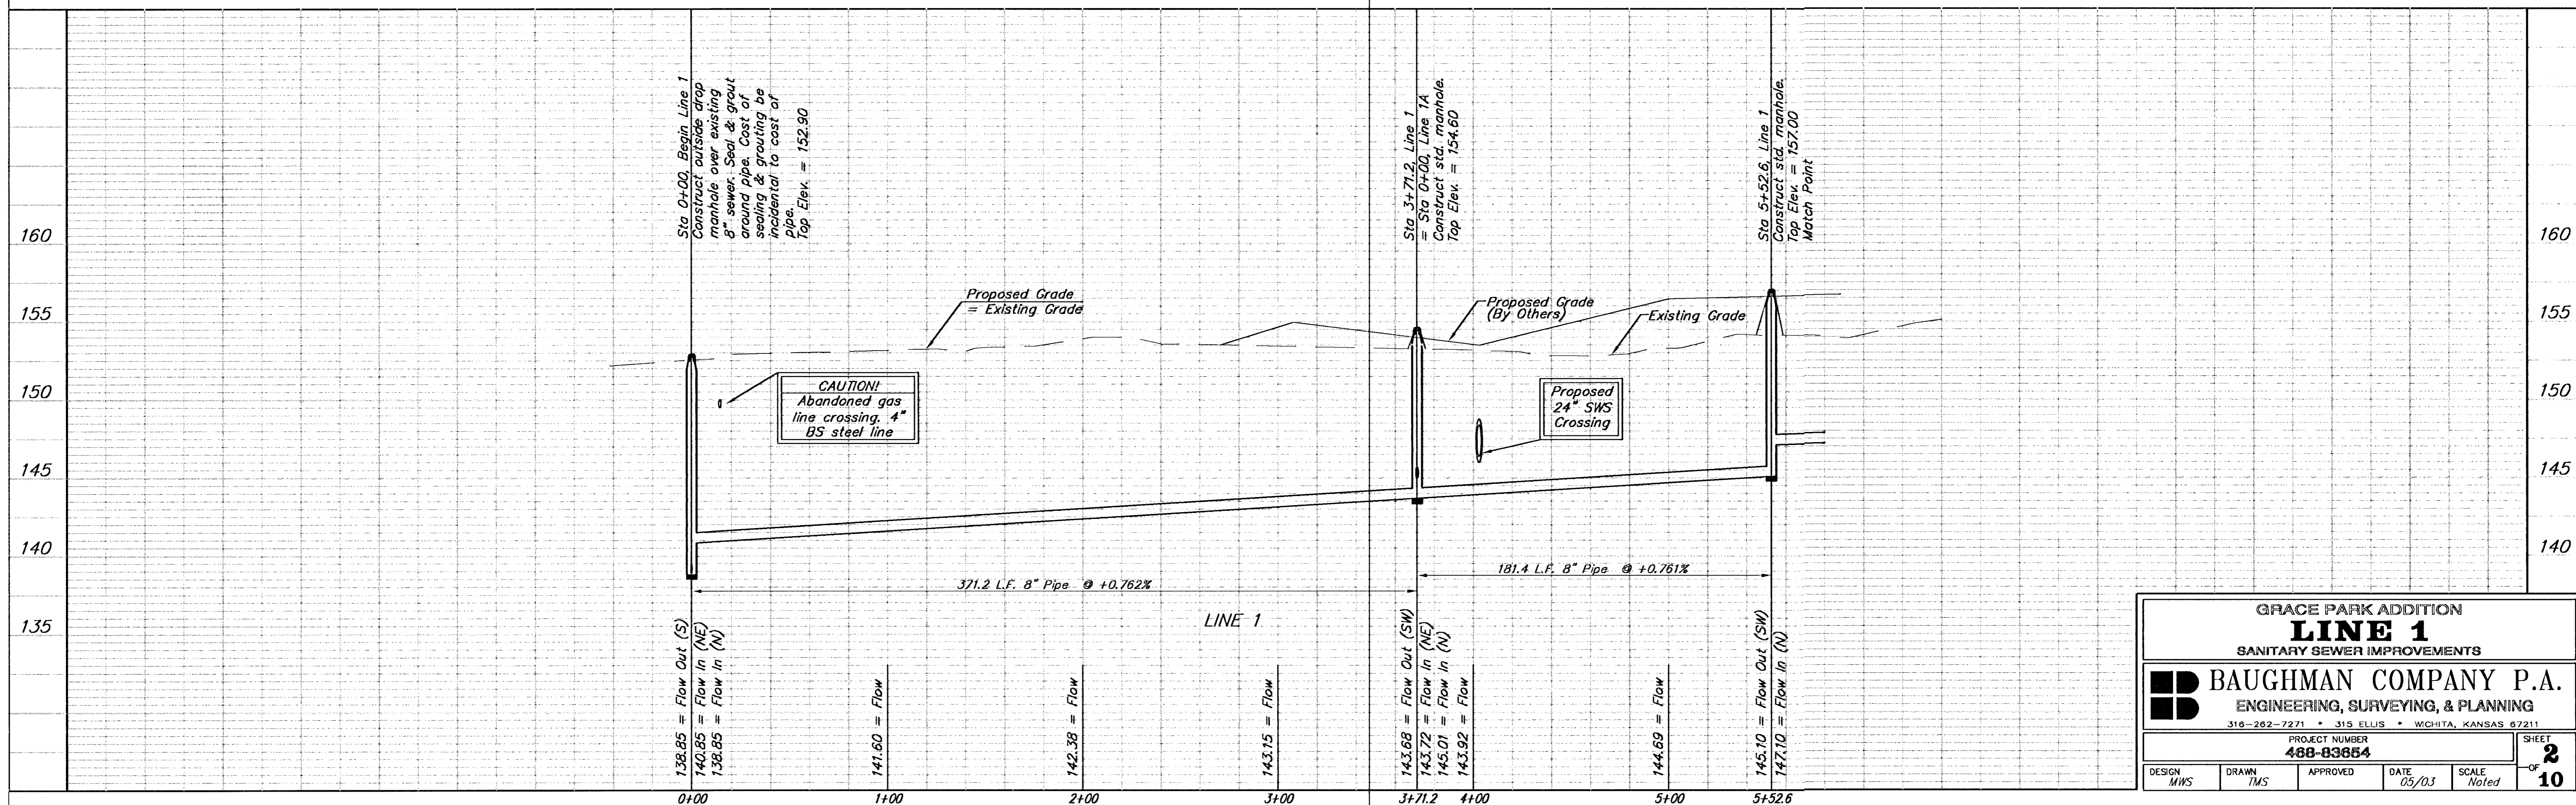 Sta 0+00, Begin Line 1
Construct outside drop
manhole over existing
8" sewer. Seal & grout
around pipe. Cost of
sealing & grouting be
incidental to cost of
pipe.
Top Elev. = 152.90
Sta 3+71.2, Line 1
= Sta 0+00, Line 1A
Construct std. manhole.
Top Elev. = 154.60
Sta 5+52.6, Line 1
Construct std. manhole.
Top Elev. = 157.00
Match Point
160
155
150
145
140
135
160
155
150
145
140
Proposed Grade
= Existing Grade
Proposed Grade
(By Others)
Existing Grade
CAUTION!
Abandoned gas
line crossing. 4"
BS steel line
Proposed
24" SWS
Crossing
371.2 L.F. 8" Pipe @ +0.762%
181.4 L.F. 8" Pipe @ +0.761%
LINE 1
138.85 = Flow Out (S)
140.85 = Flow In (NE)
138.85 = Flow In (N)
141.60 = Flow
142.38 = Flow
143.15 = Flow
143.68 = Flow Out (SW)
143.72 = Flow In (NE)
145.01 = Flow In (N)
143.92 = Flow
144.69 = Flow
145.10 = Flow Out (SW)
147.10 = Flow In (N)
0+00
1+00
2+00
3+00
3+71.2
4+00
5+00
5+52.6
GRACE PARK ADDITION
LINE 1
SANITARY SEWER IMPROVEMENTS
BAUGHMAN COMPANY P.A.
ENGINEERING, SURVEYING, & PLANNING
316-262-7271 * 315 ELLIS * WICHITA, KANSAS 67211
PROJECT NUMBER
468-83654
SHEET
2
OF
10
DESIGN
MWS
DRAWN
TMS
APPROVED
DATE
05/03
SCALE
Noted